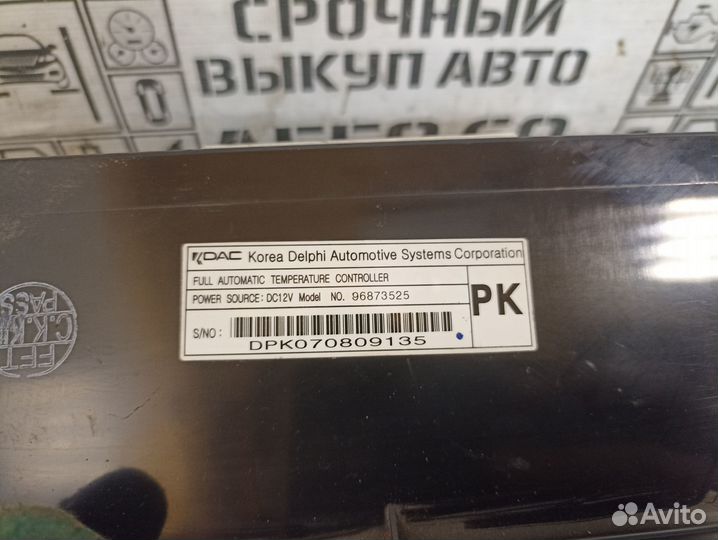 СРОЧНЫЙ
ВЫКУП АВТО
KDAC Korea Delphi Automotive Systems Corporation
FULL AUTOMATIC TEMPERATURE CONTROLLER
POWER SOURCE: DC12V Model NO. 96873525
PK
S/NO :
DPK070809135
PASS
Avito